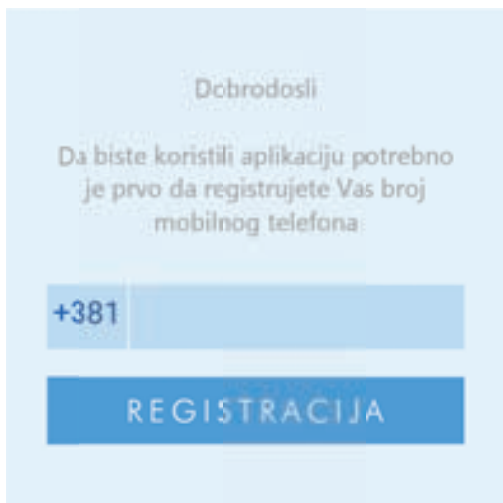 Dobrodosli
Da biste koristili aplikaciju potrebno
je prvo da registrujete Vas broj
mobilnog telefona
+381
REGISTRACIJA